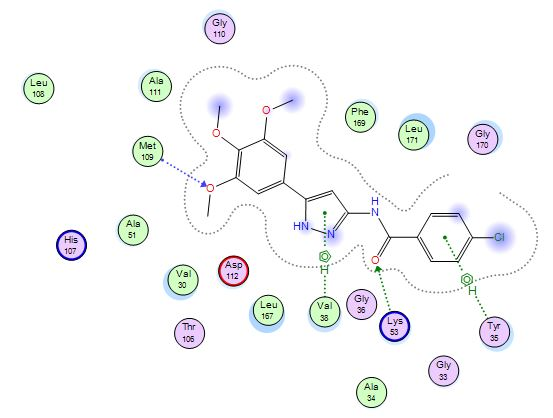 Gly
110
Leu
108
Ala
111
O
O
Phe
169
Leu
171
Gly
170
Met
109
O
H
N
HN
N
O
Cl
Ala
51
His
107
Val
30
Asp
112
H
H
Thr
106
Leu
167
Val
38
Gly
36
Lys
53
Tyr
35
Gly
33
Ala
34